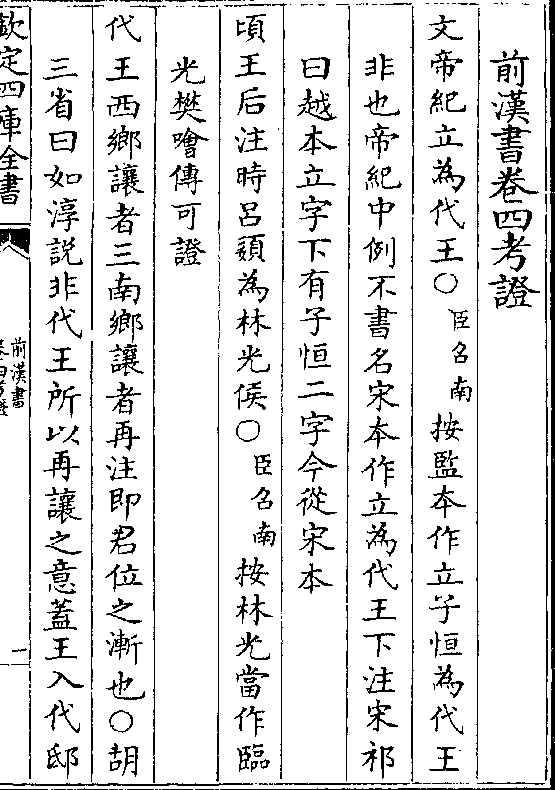 前漢書卷四考證
文帝紀立為代王○臣召南按監本作立子恒為代王
非也帝紀中例不書名宋本作立為代王下注宋祁
曰越本立字下有子恒二字今從宋本
頃王后注時呂頚為林光侯○臣召南按林光當作臨
光樊噲傳可證
代王西鄉讓者三南鄉讓者再注即君位之漸也○胡
三省曰如淳説非代王所以再讓之意葢王入代邸
欽定四庫全書
前漢書
卷四考證
一